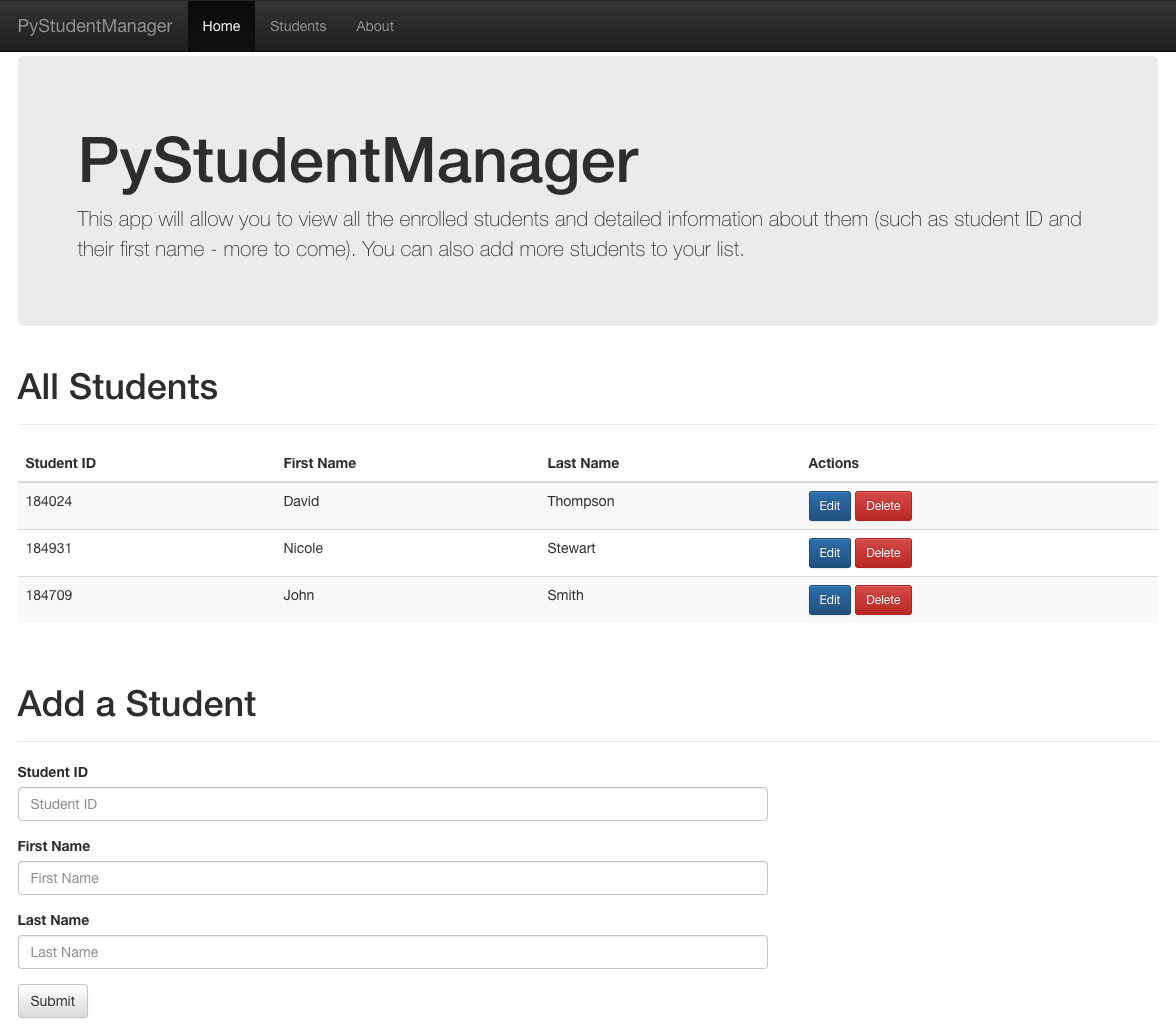 PyStudentManager Home Students About
PyStudentManager
This app will allow you to view all the enrolled students and detailed information about them (such as student ID and
their first name - more to come). You can also add more students to your list.
All Students
Student ID First Name Last Name Actions
184024 David Thompson Edit Delete
184931 Nicole Stewart Edit Delete
184709 John Smith Edit Delete
Add a Student
Student ID
Student ID
First Name
First Name
Last Name
Last Name
Submit